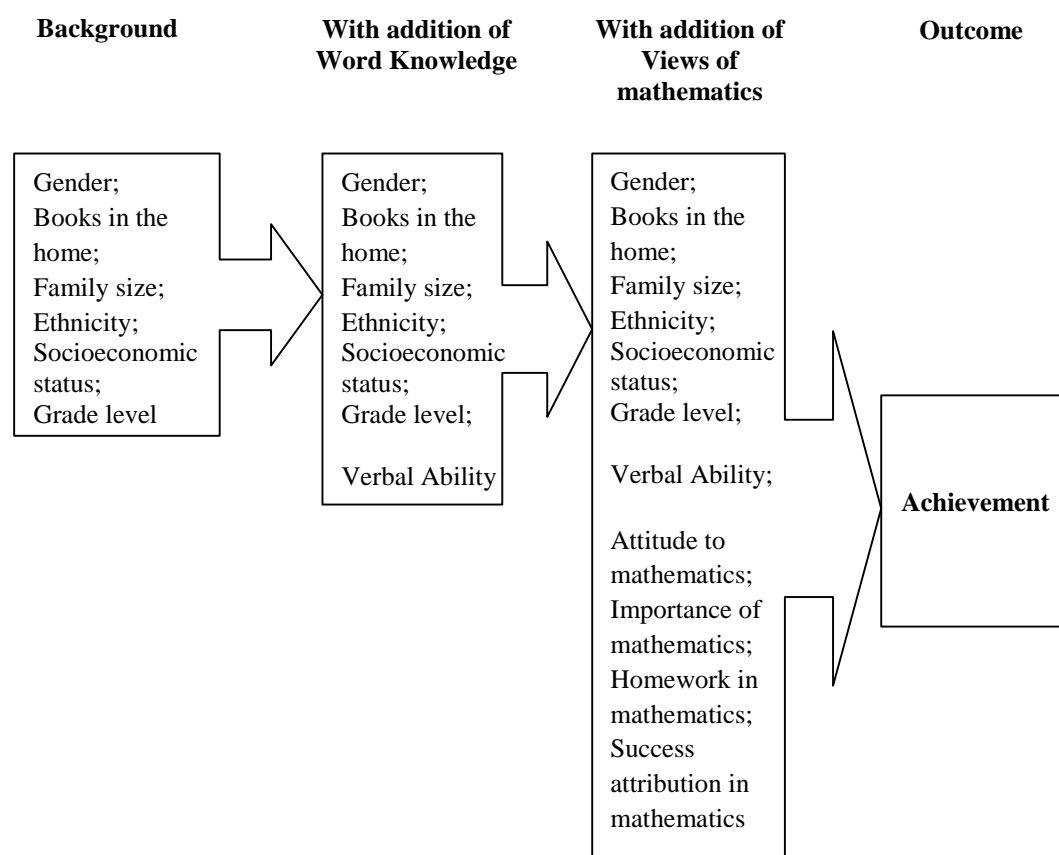 Background
With addition of
Word Knowledge
With addition of
Views of
mathematics
Outcome
Gender;
Books in the
home;
Family size;
Ethnicity;
Socioeconomic
status;
Grade level
Gender;
Books in the
home;
Family size;
Ethnicity;
Socioeconomic
status;
Grade level;
Verbal Ability
Gender;
Books in the
home;
Family size;
Ethnicity;
Socioeconomic
status;
Grade level;
Verbal Ability;
Attitude to
mathematics;
Importance of
mathematics;
Homework in
mathematics;
Success
attribution in
mathematics
Achievement